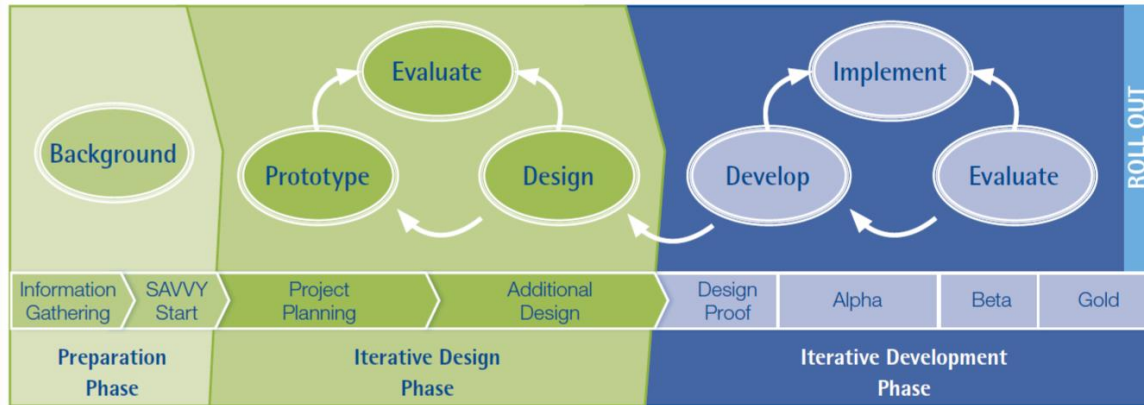 Evaluate
Implement
Background
Prototype
Design
Develop
Evaluate
ROLL OUT
Information
Gathering
SAVVY
Start
Project
Planning
Additional
Design
Design
Proof
Alpha
Beta
Gold
Preparation
Phase
Iterative Design
Phase
Iterative Development
Phase